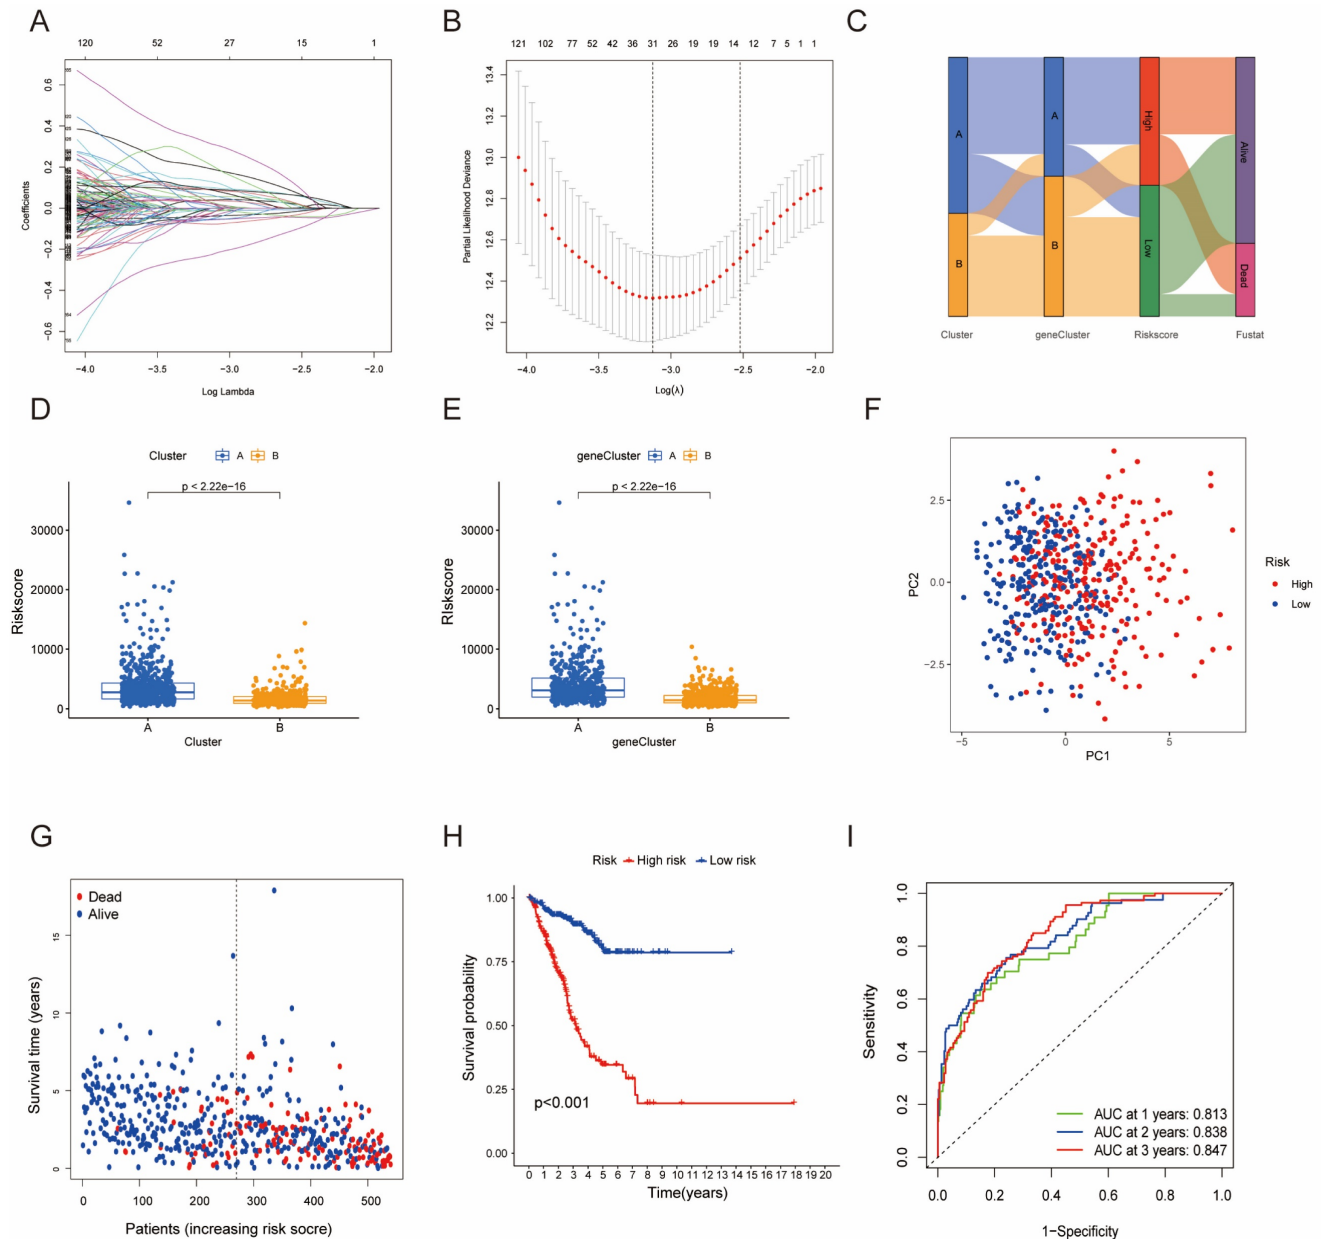 A
120 52 27 15 1
0.6
0.4
0.2
0.0
−0.2
−0.4
−0.6
Coefficients
−4.0 −3.5 −3.0 −2.5 −2.0
Log Lambda
B
121 102 77 52 42 36 31 26 19 19 14 12 7 5 1 1
13.4
13.2
13.0
12.8
12.6
12.4
12.2
Partial Likelihood Deviance
−4.0 −3.5 −3.0 −2.5 −2.0
Log(λ)
C
A A High Alive
B B Low Dead
Cluster geneCluster Riskscore Fustat
D
Cluster A B
p < 2.22e−16
30000
20000
10000
0
Riskscore
A B
Cluster
E
geneCluster A B
p < 2.22e−16
30000
20000
10000
0
Riskscore
A B
geneCluster
F
2.5
0.0
−2.5
PC2
−5 0 5
PC1
Risk
High
Low
G
Dead
Alive
15
10
5
0
Survival time (years)
0 100 200 300 400 500
Patients (increasing risk socre)
H
Risk High risk Low risk
1.00
0.75
0.50
0.25
0.00
Survival probability
p<0.001
0 1 2 3 4 5 6 7 8 9 10 11 12 13 14 15 16 17 18 19 20
Time(years)
I
1.0
0.8
0.6
0.4
0.2
0.0
Sensitivity
AUC at 1 years: 0.813
AUC at 2 years: 0.838
AUC at 3 years: 0.847
0.0 0.2 0.4 0.6 0.8 1.0
1−Specificity